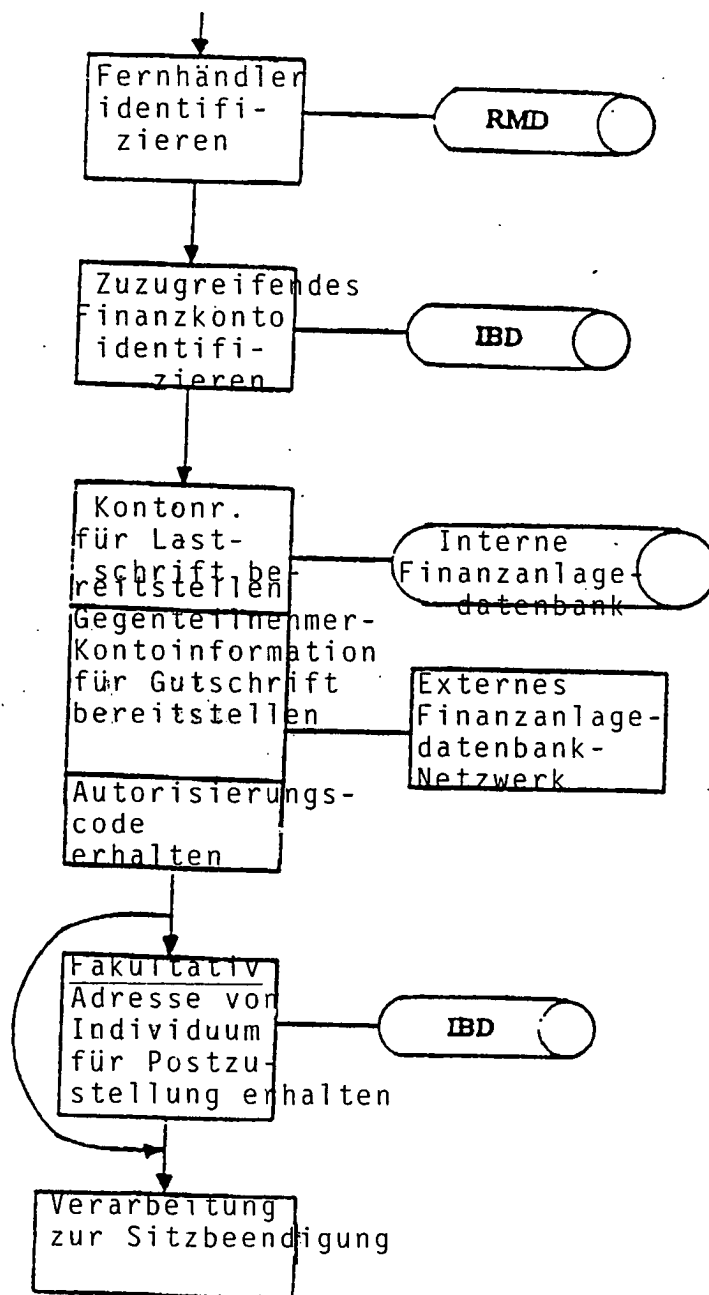 Fernhändler
identifi-
zieren
RMD
Zuzugreifendes
Finanzkonto
identifi-
zieren
IBD
Kontonr.
für Last-
schrift be-
reitstellen
Interne
Finanzanlage-
datenbank
Gegenteilnehmer-
Kontoinformation
für Gutschrift
bereitstellen
Externes
Finanzanlage-
datenbank-
Netzwerk
Autorisierungs-
code
erhalten
Fakultativ
Adresse von
Individuum
für Postzu-
stellung erhalten
IBD
Verarbeitung
zur Sitzbeendigung